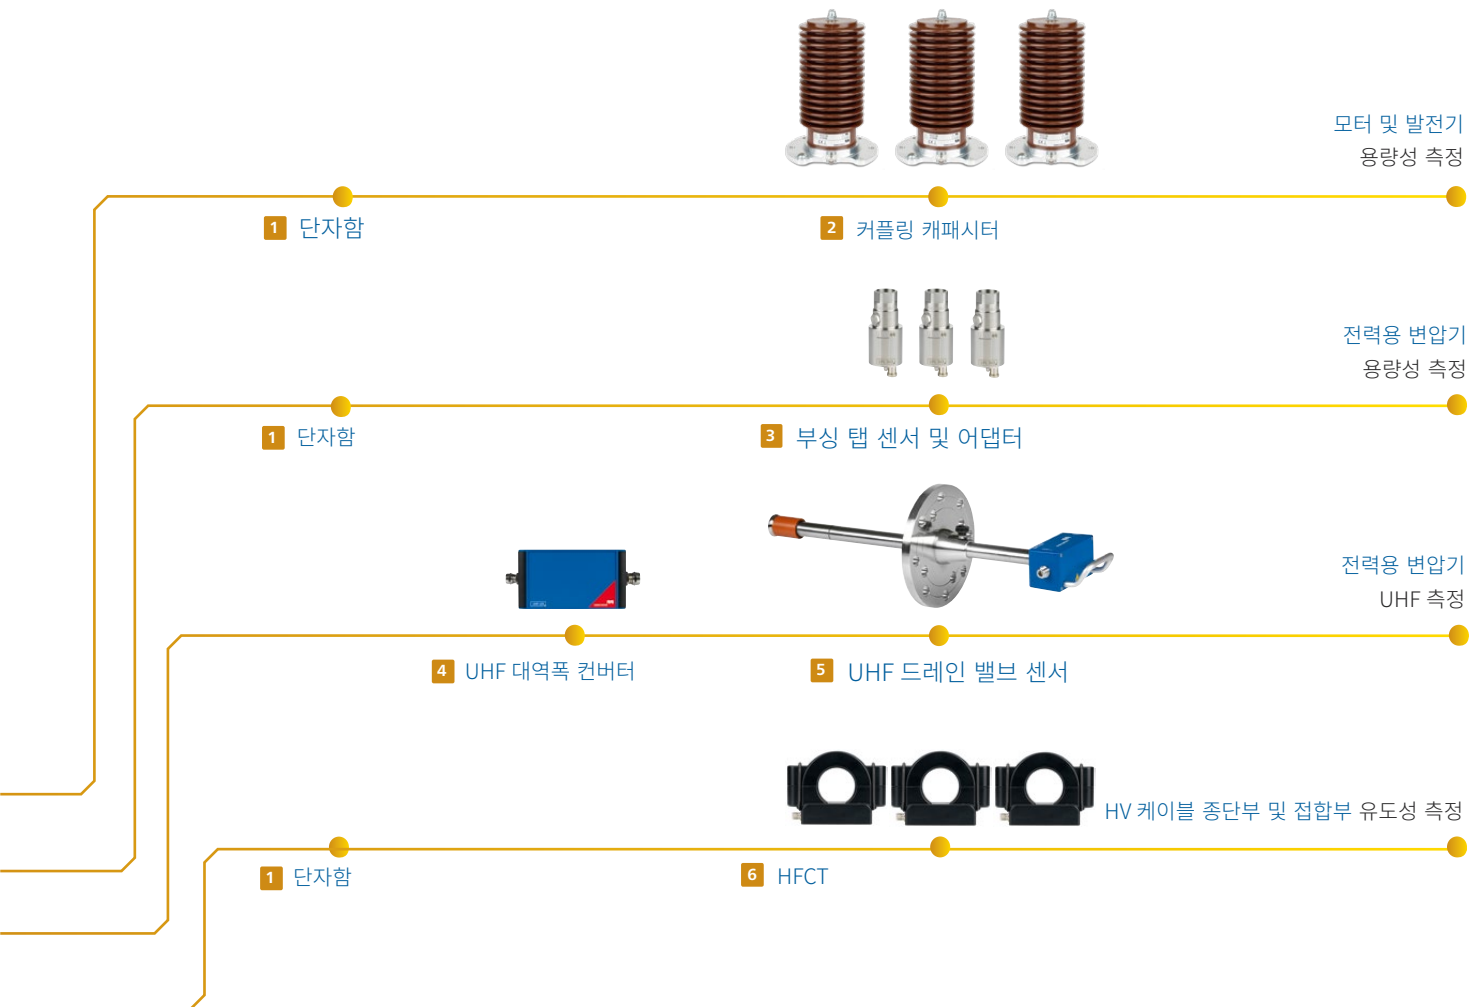 모터 및 발전기
용량성 측정
1 단자함
2 커플링 캐패시터
전력용 변압기
용량성 측정
1 단자함
3 부싱 탭 센서 및 어댑터
전력용 변압기
UHF 측정
4 UHF 대역폭 컨버터
5 UHF 드레인 밸브 센서
HV 케이블 종단부 및 접합부 유도성 측정
1 단자함
6 HFCT